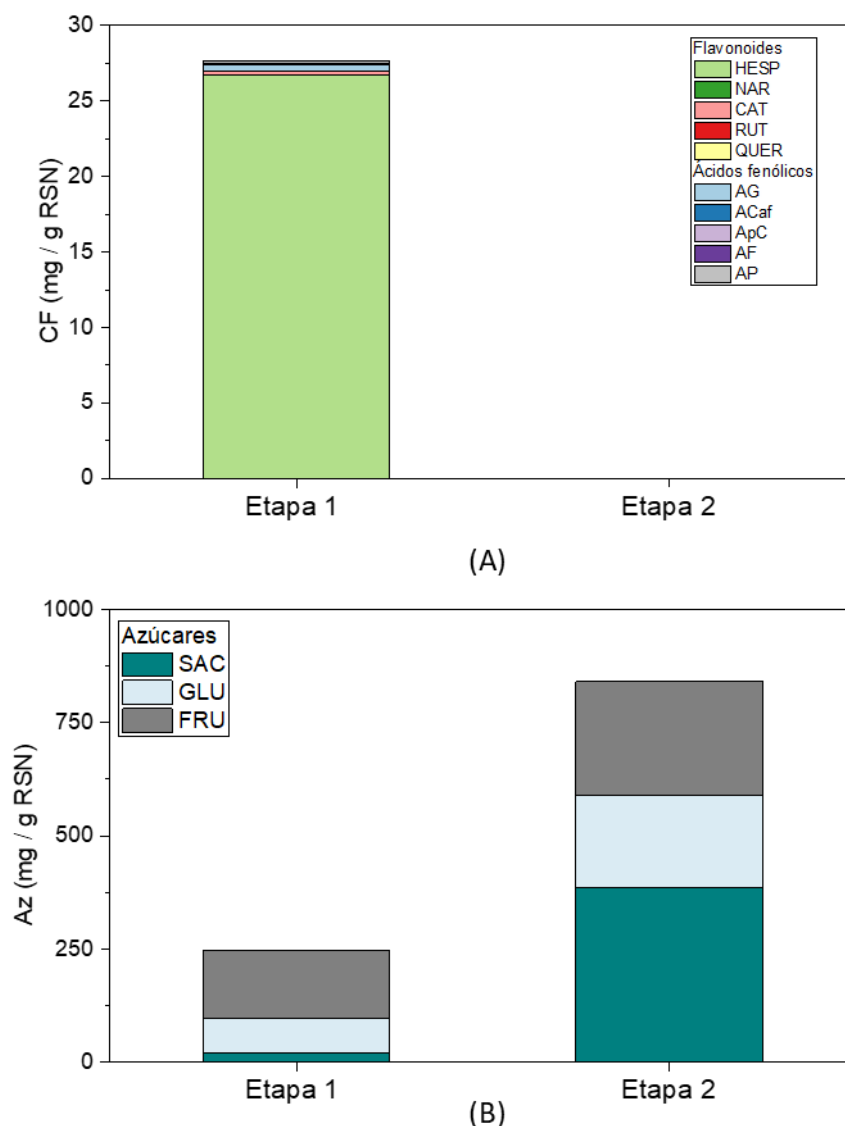 30
25
20
15
10
5
0
CF (mg / g RSN)
Flavonoides
HESP
NAR
CAT
RUT
QUER
Ácidos fenólicos
AG
ACaf
ApC
AF
AP
Etapa 1
Etapa 2
(A)
1000
750
500
250
0
Az (mg / g RSN)
Azúcares
SAC
GLU
FRU
Etapa 1
Etapa 2
(B)